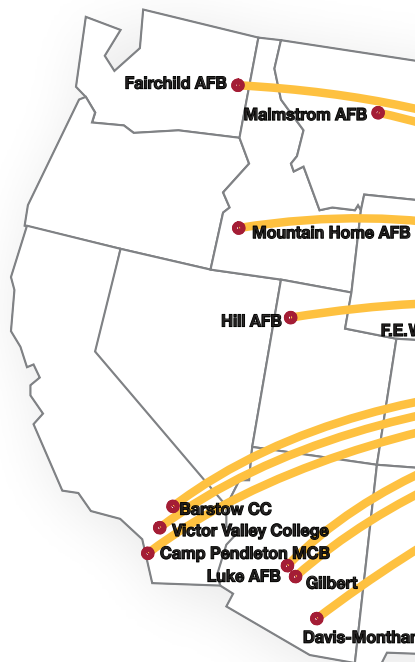 Fairchild AFB
Malmstrom AFB
Mountain Home AFB
Hill AFB
F.E.W
Barstow CC
Victor Valley College
Camp Pendleton MCB
Luke AFB
Gilbert
Davis-Monthan